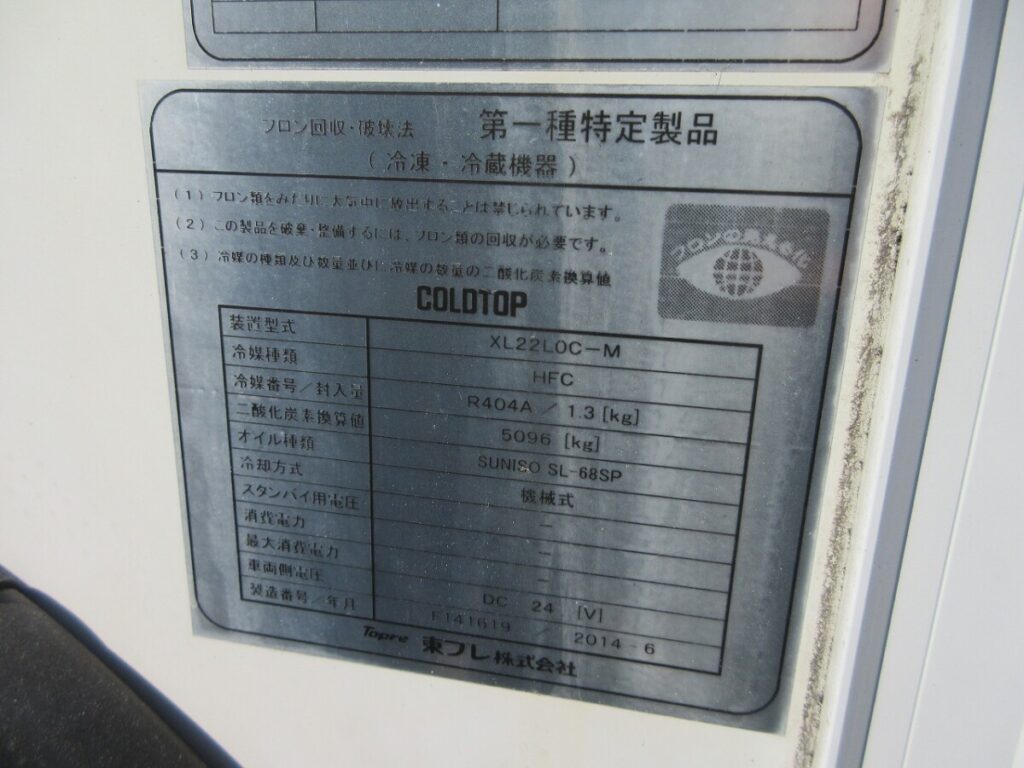 フロン回収・破壊法 第一種特定製品
(冷凍・冷蔵機器)
(1) フロン類をみだりに大気中に放出することは禁じられています。
(2) この製品を破棄・整備するには、フロン類の回収が必要です。
(3) 冷媒の種類及び数量並びに冷媒の数量の二酸化炭素換算値
フロンの見える化
COLDTOP
装置型式 XL22L0C-M
冷媒種類 HFC
冷媒番号/封入量 R404A / 1.3 [kg]
二酸化炭素換算値 5096 [kg]
オイル種類 SUNISO SL-68SP
冷却方式 機械式
スタンバイ用電圧 -
消費電力 -
最大消費電力 -
車両側電圧 DC 24 [V]
製造番号/年月 F141619 / 2014-6
Topre 東プレ株式会社